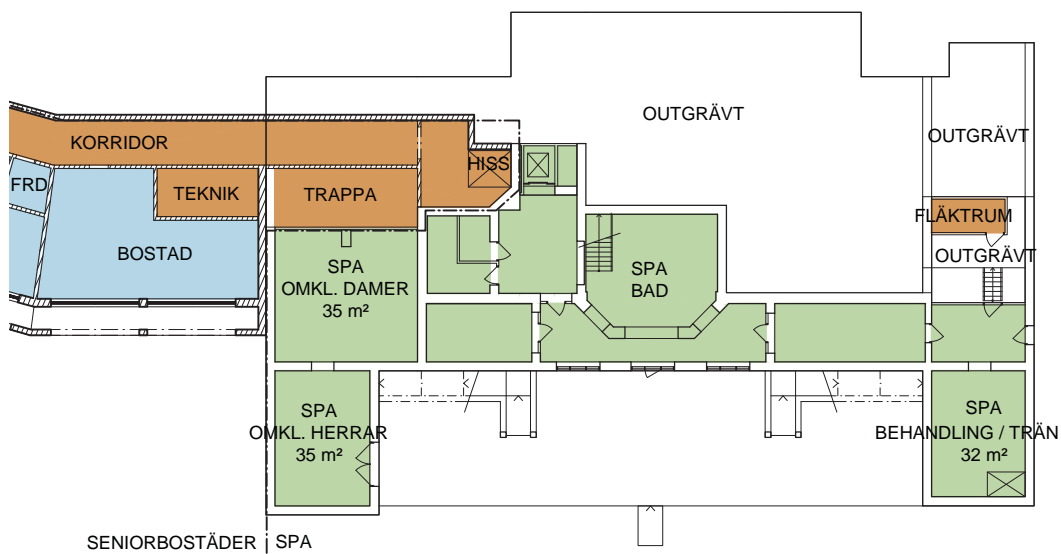 OUTGRÄVT
KORRIDOR
OUTGRÄVT
HISS
FRD
TEKNIK
TRAPPA
FLÄKTRUM
BOSTAD
OUTGRÄVT
SPA
OMKL. DAMER
35 m²
SPA
BAD
SPA
OMKL. HERRAR
35 m²
SPA
BEHANDLING / TRÄN
32 m²
SENIORBOSTÄDER
SPA